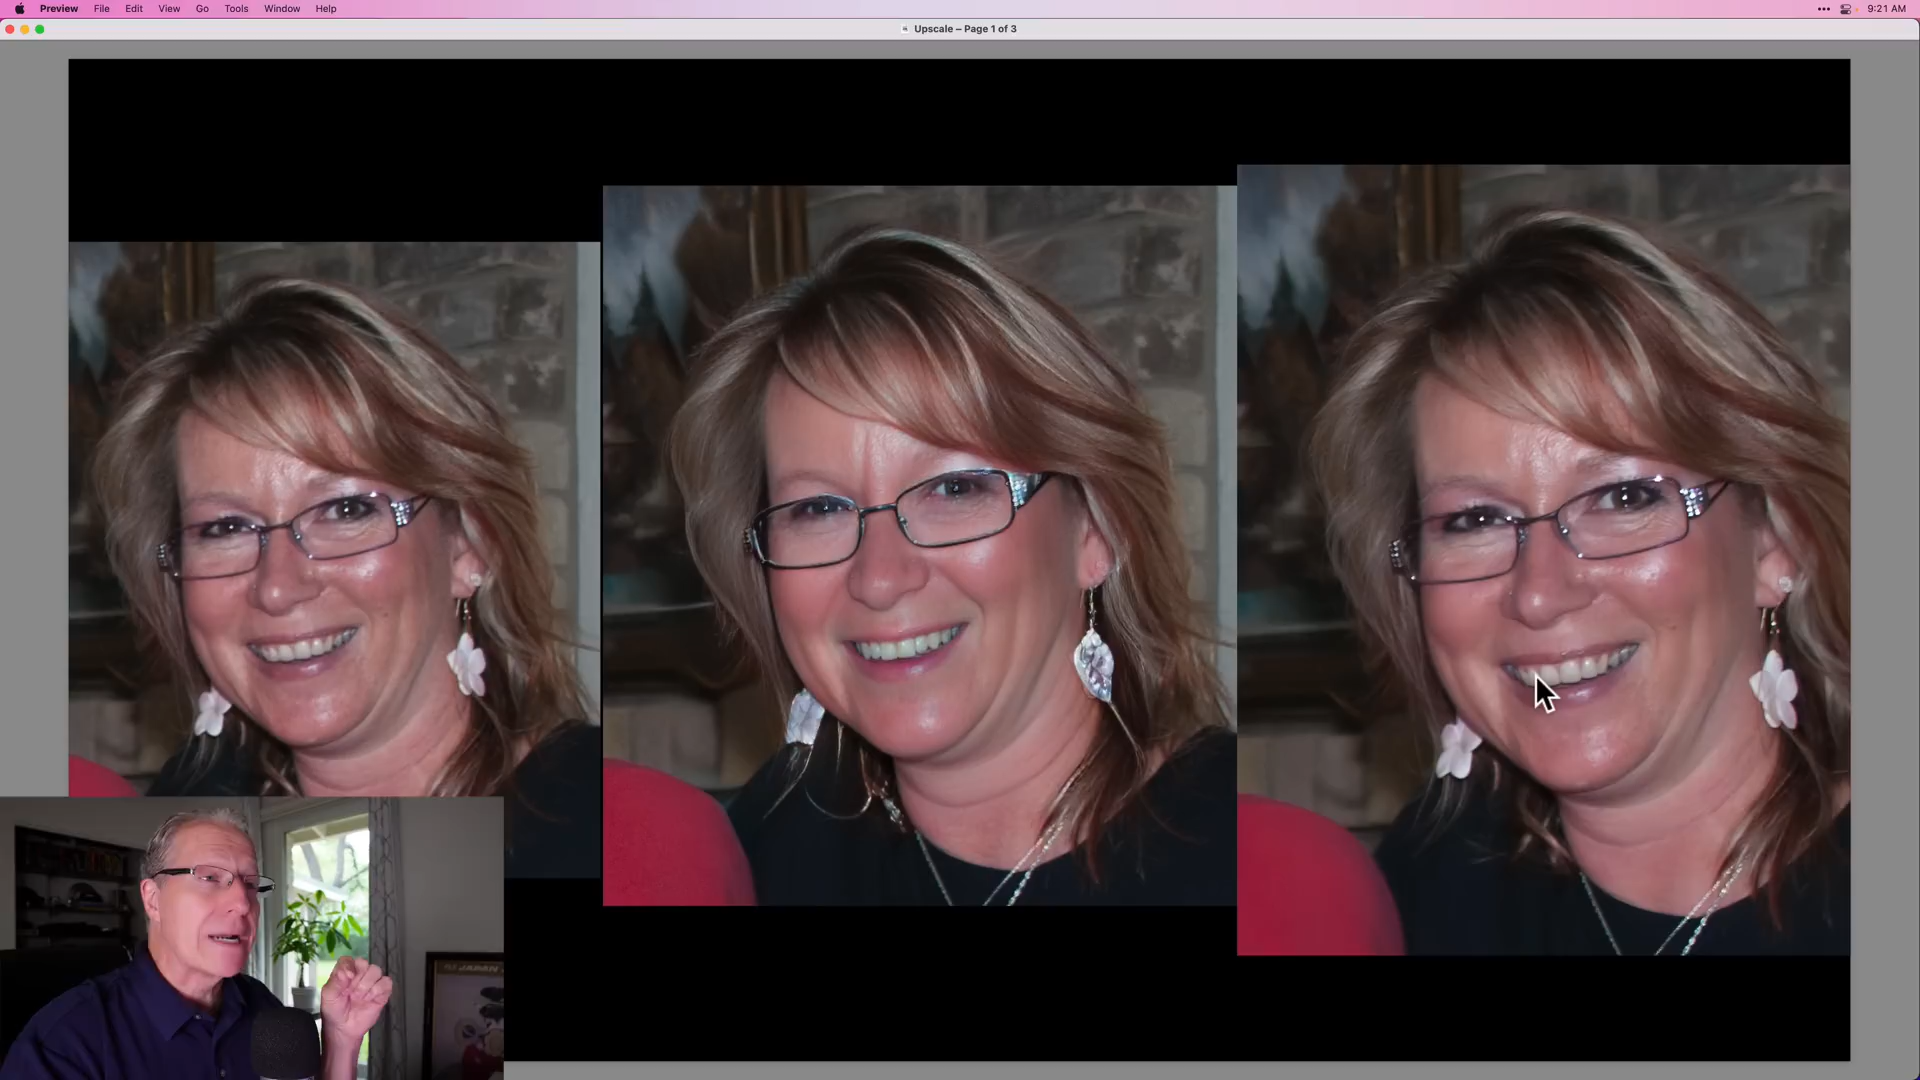 Preview File Edit View Go Tools Window Help 9:21 AM
Upscale – Page 1 of 3